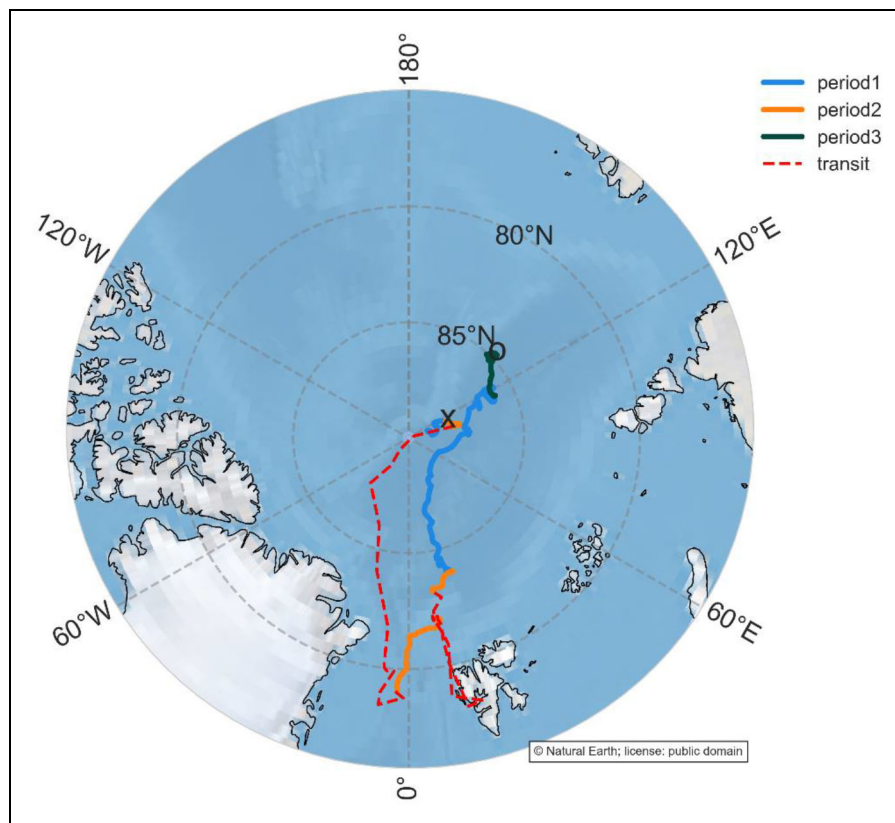 180°
period1
period2
period3
transit
120°W
80°N
120°E
85°N
O
X
60°W
60°E
© Natural Earth; license: public domain
0°